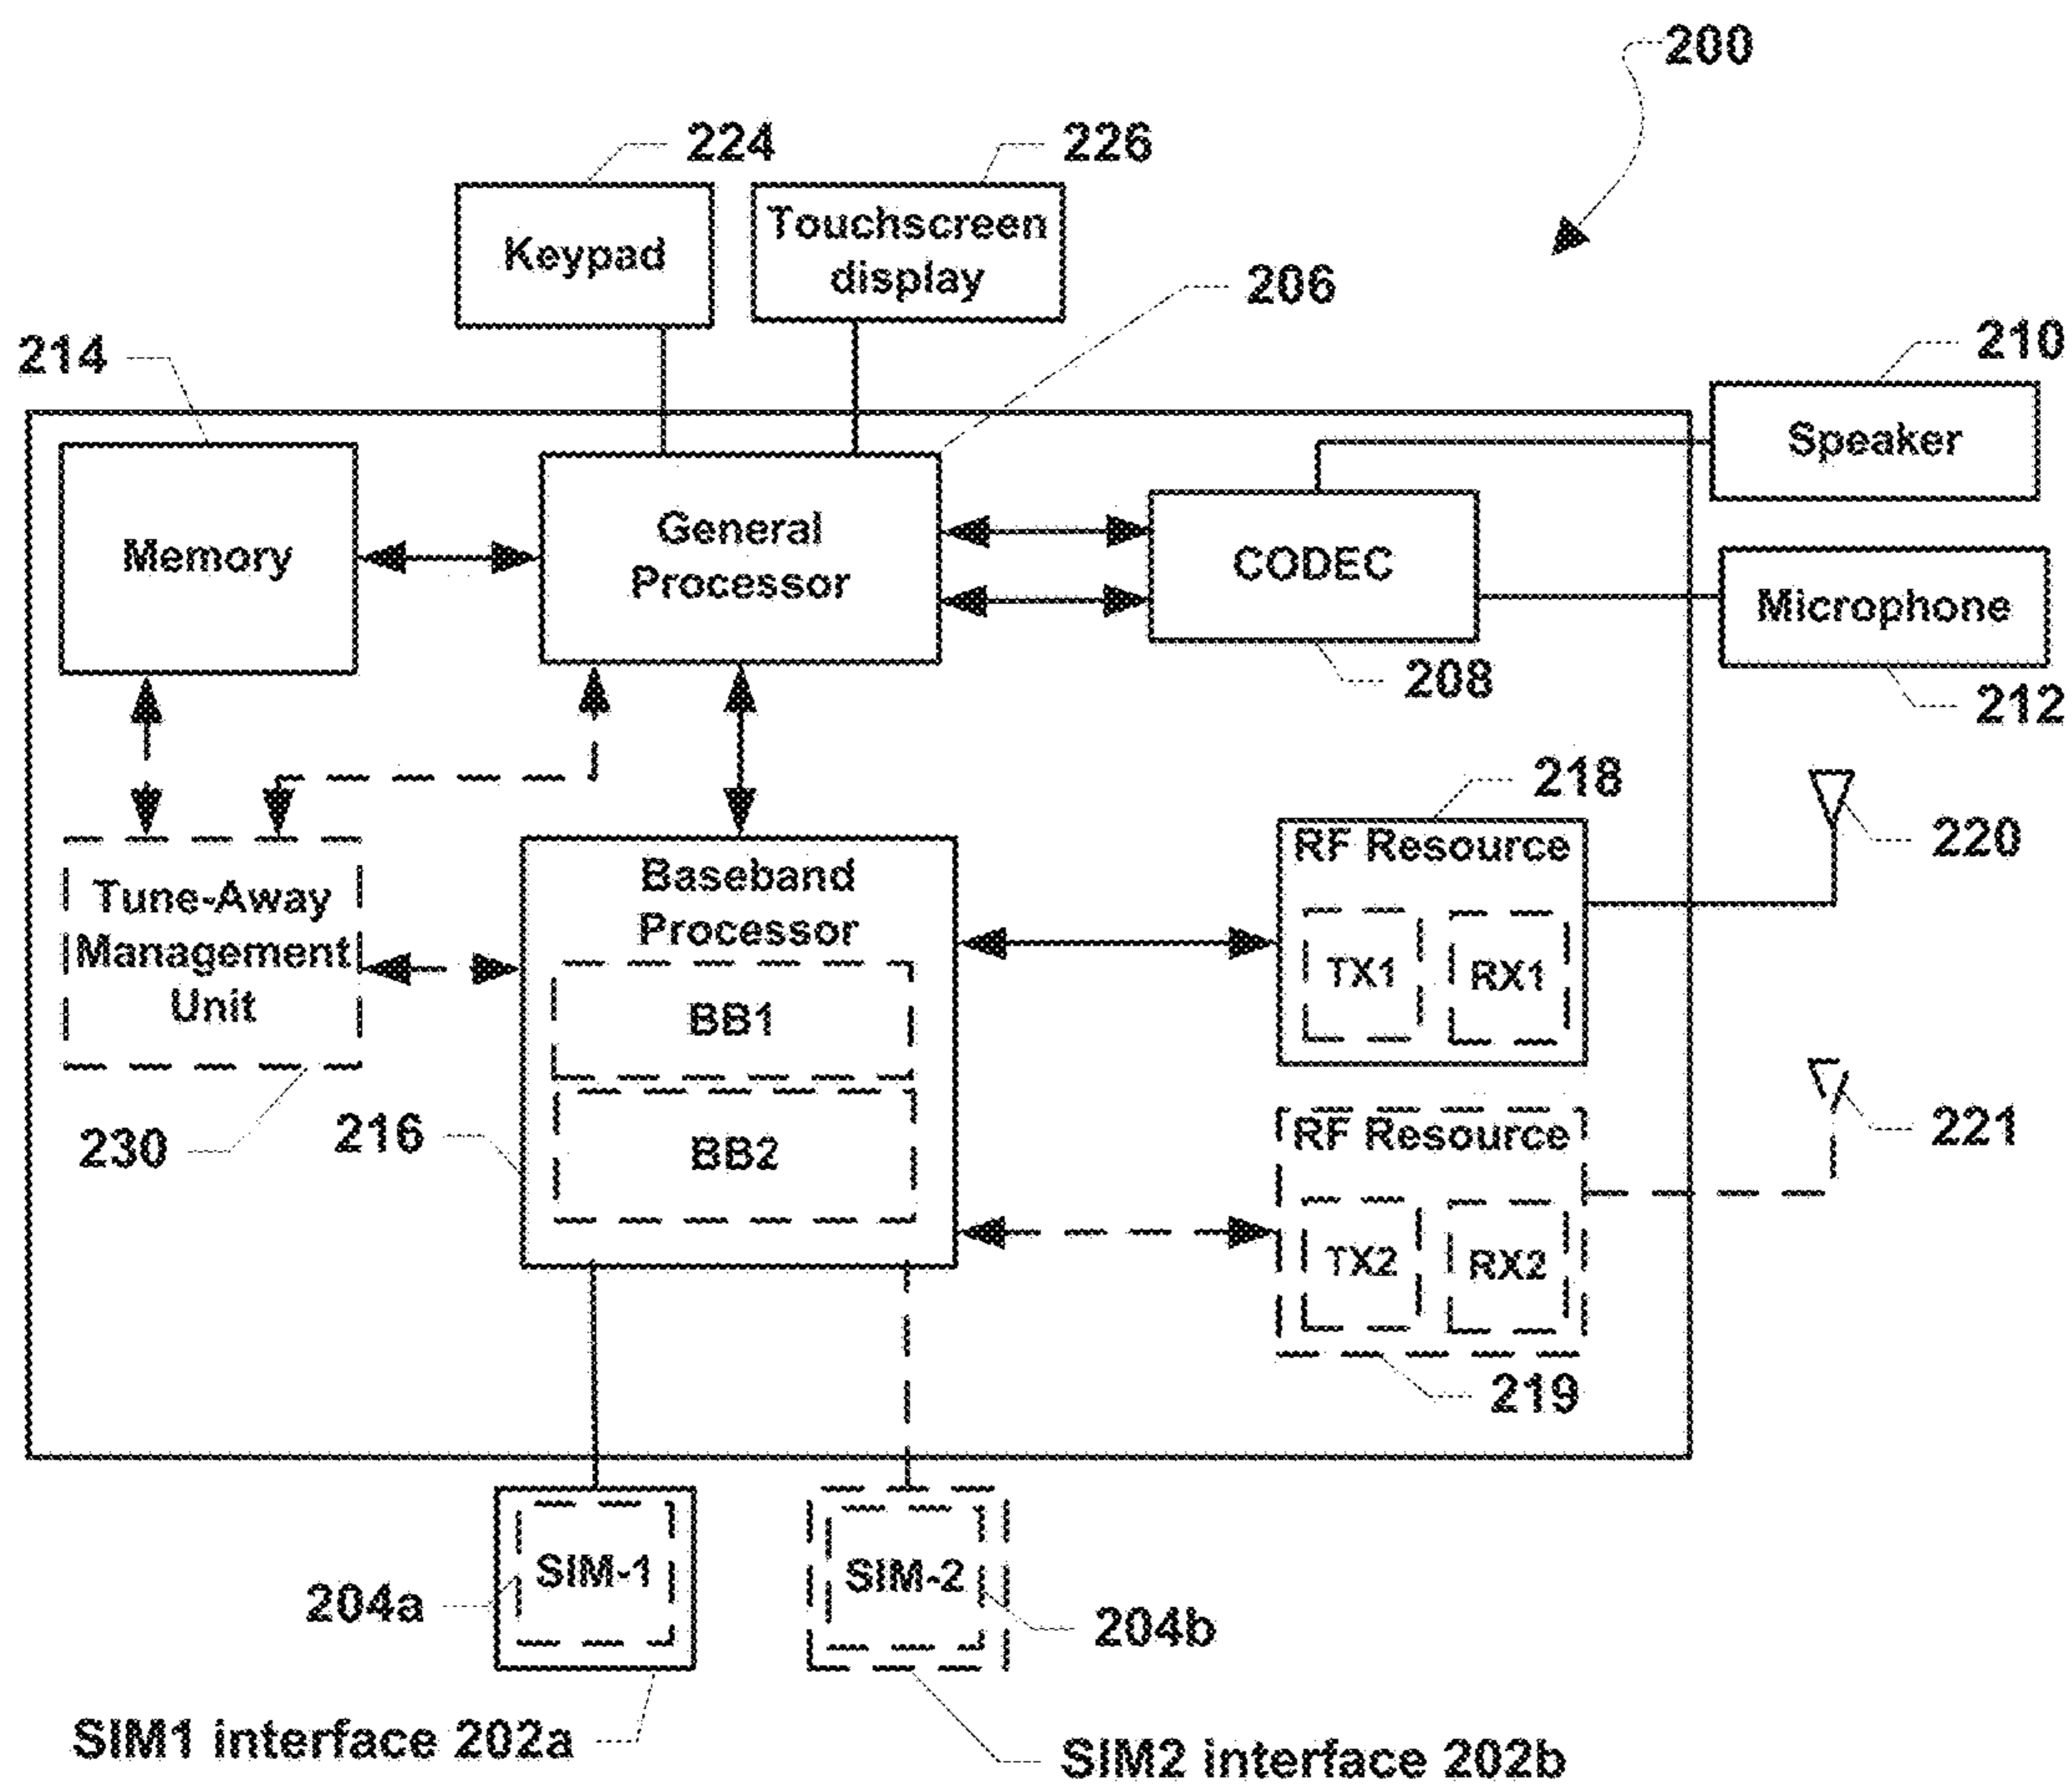 200
224
226
Keypad
Touchscreen
display
206
214
210
Speaker
Memory
General
Processor
CODEC
Microphone
208
212
218
220
Tune-Away
Management
Unit
Baseband
Processor
BB1
BB2
RF Resource
TX1
RX1
230
216
221
RF Resource
TX2
RX2
219
SIM-1
204a
SIM-2
204b
SIM1 interface 202a
SIM2 interface 202b